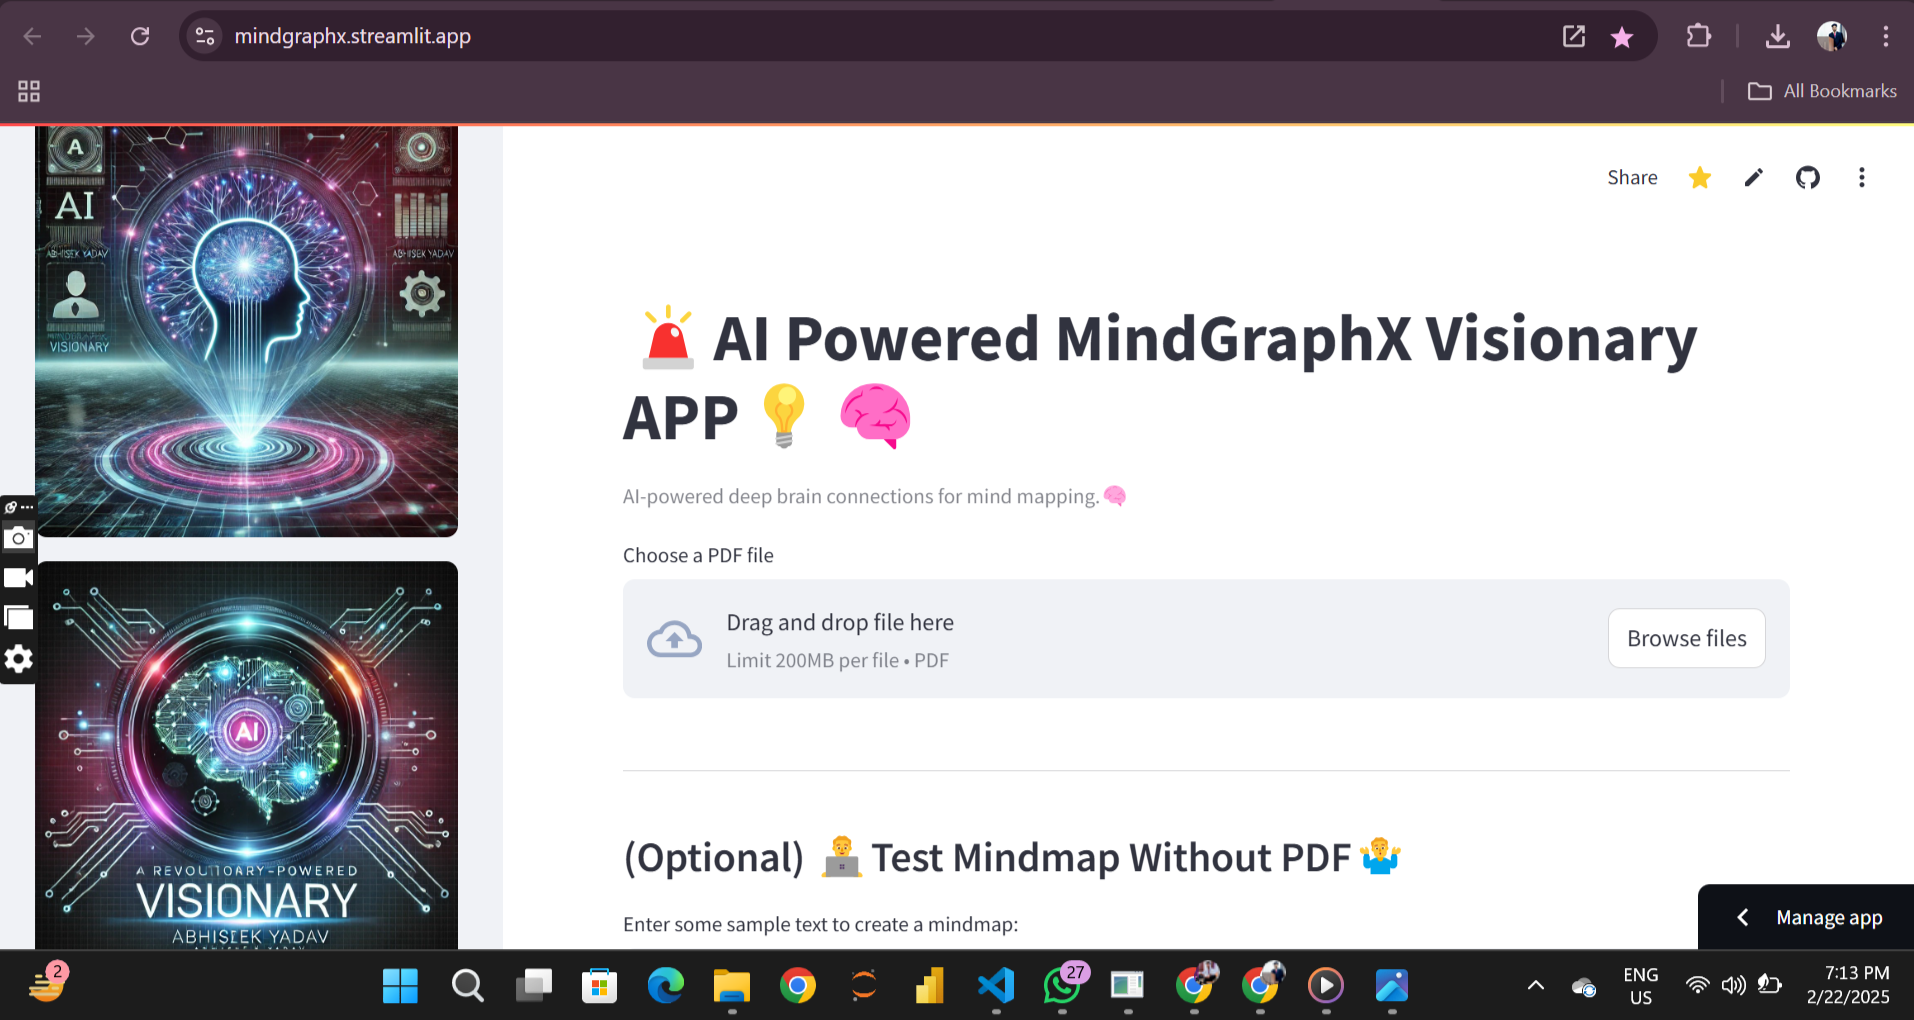 mindgraphx.streamlit.app
All Bookmarks
A
AI
ABHISEK YADAV
ABHISEK YADAV
VISIONARY
AI
VISIONARY
ABHISEEK YADAV
Share
AI Powered MindGraphX Visionary
APP
AI-powered deep brain connections for mind mapping.
Choose a PDF file
Drag and drop file here
Limit 200MB per file • PDF
Browse files
(Optional) Test Mindmap Without PDF
Enter some sample text to create a mindmap:
Manage app
2
27
ENG
US
7:13 PM
2/22/2025